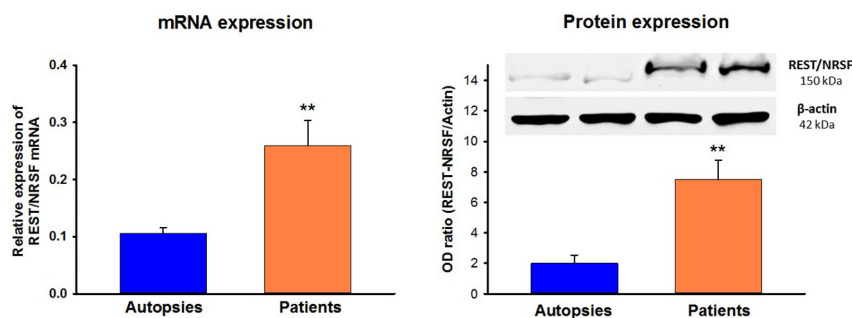 mRNA expression
0.4
0.3
0.2
0.1
0.0
Relative expression of
REST/NRSF mRNA
**
Autopsies
Patients
Protein expression
14
12
10
8
6
4
2
0
OD ratio (REST-NRSF/Actin)
REST/NRSF
150 kDa
β-actin
42 kDa
**
Autopsies
Patients